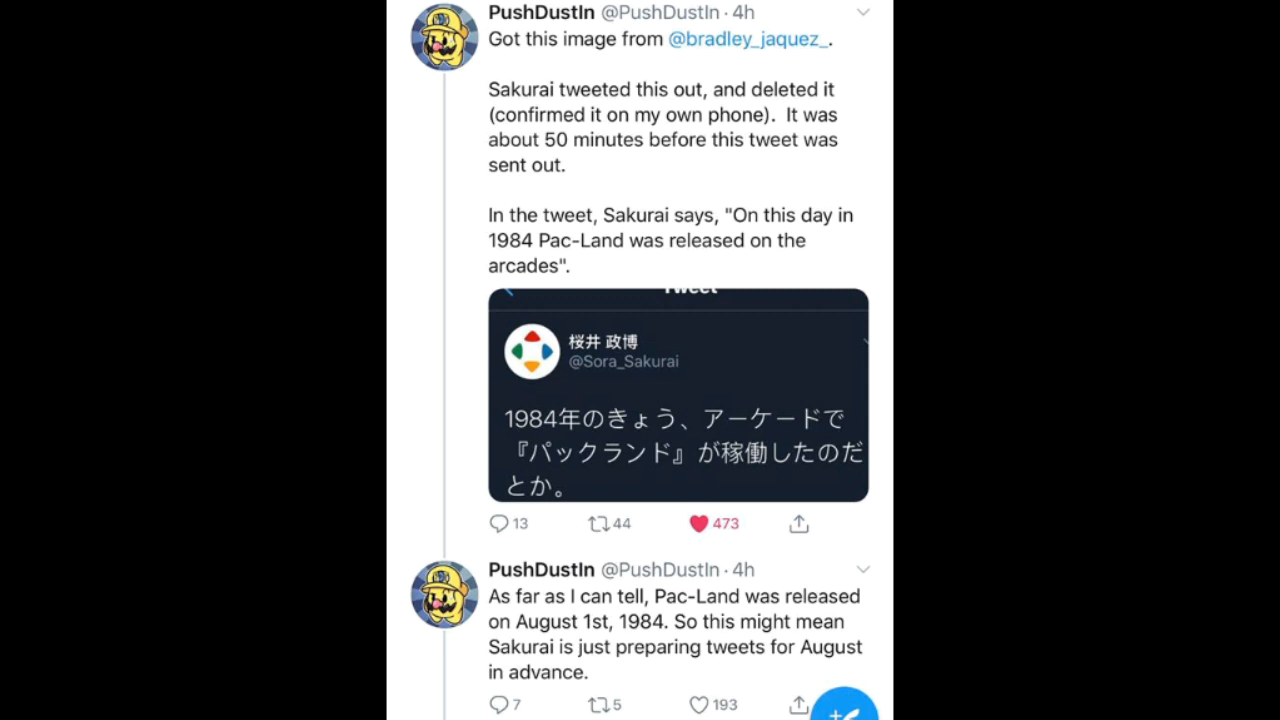 PushDustIn @PushDustIn · 4h
Got this image from @bradley_jaquez_.
Sakurai tweeted this out, and deleted it
(confirmed it on my own phone).  It was
about 50 minutes before this tweet was
sent out.
In the tweet, Sakurai says, "On this day in
1984 Pac-Land was released on the
arcades".
Tweet
桜井 政博
@Sora_Sakurai
1984年のきょう、アーケードで
『パックランド』が稼働したのだ
とか。
13 44 473
PushDustIn @PushDustIn · 4h
As far as I can tell, Pac-Land was released
on August 1st, 1984. So this might mean
Sakurai is just preparing tweets for August
in advance.
7 5 193